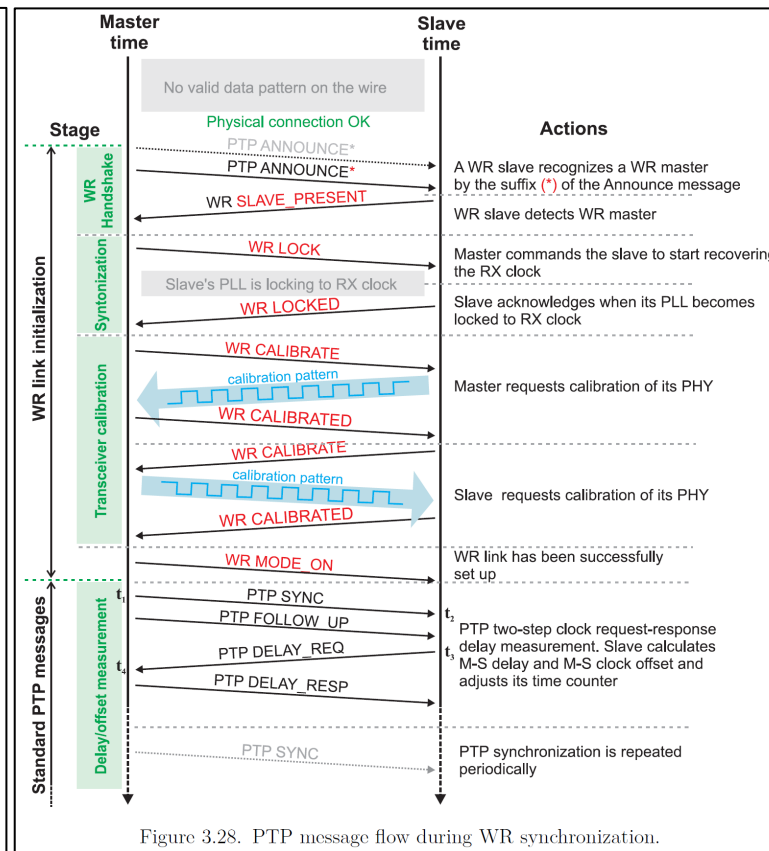 Master
time
Slave
time
No valid data pattern on the wire
Physical connection OK
Stage
Actions
PTP ANNOUNCE*
PTP ANNOUNCE*
A WR slave recognizes a WR master
by the suffix (*) of the Announce message
WR SLAVE_PRESENT
WR slave detects WR master
WR
Handshake
WR LOCK
Master commands the slave to start recovering
the RX clock
Slave's PLL is locking to RX clock
WR LOCKED
Slave acknowledges when its PLL becomes
locked to RX clock
Syntonization
WR link initialization
WR CALIBRATE
calibration pattern
Master requests calibration of its PHY
WR CALIBRATED
WR CALIBRATE
calibration pattern
Slave requests calibration of its PHY
WR CALIBRATED
Transceiver calibration
WR MODE_ON
WR link has been successfully
set up
t1
PTP SYNC
t2
PTP FOLLOW_UP
PTP two-step clock request-response
delay measurement. Slave calculates
M-S delay and M-S clock offset and
adjusts its time counter
PTP DELAY_REQ
t3
t4
PTP DELAY_RESP
Delay/offset measurement
Standard PTP messages
PTP SYNC
PTP synchronization is repeated
periodically
Figure 3.28. PTP message flow during WR synchronization.